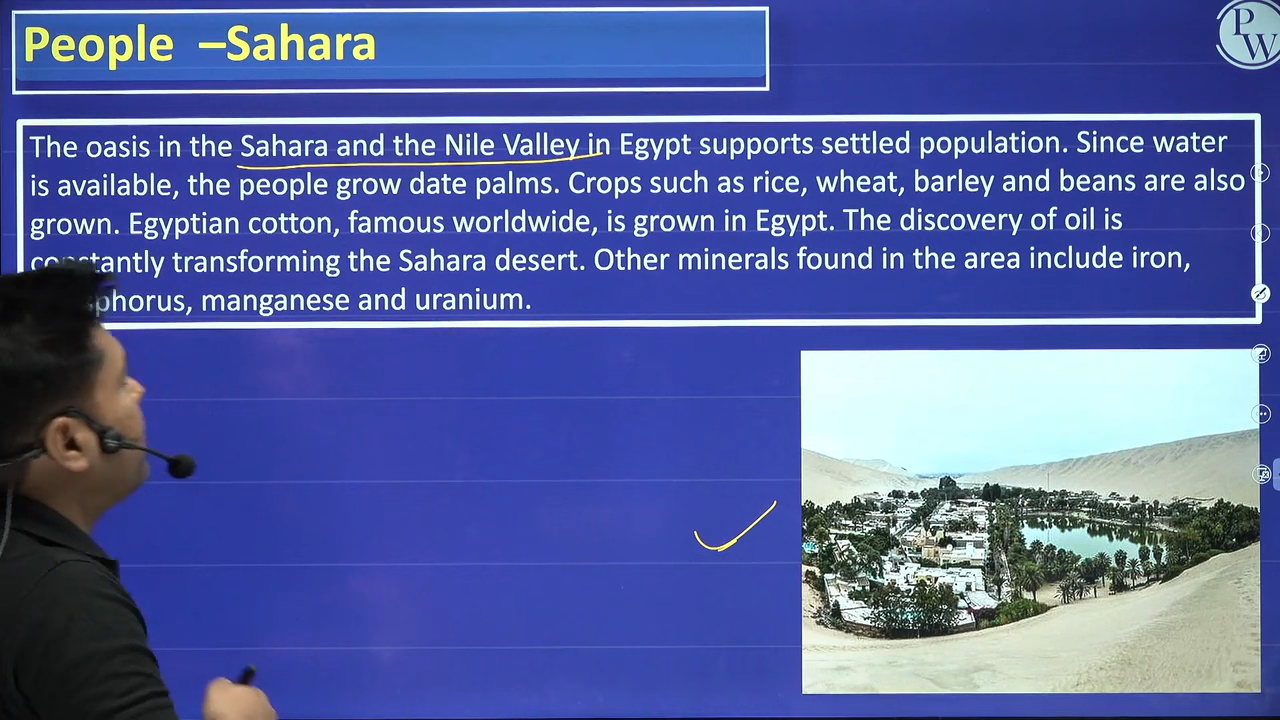 People –Sahara
PW
The oasis in the Sahara and the Nile Valley in Egypt supports settled population. Since water
is available, the people grow date palms. Crops such as rice, wheat, barley and beans are also
grown. Egyptian cotton, famous worldwide, is grown in Egypt. The discovery of oil is
constantly transforming the Sahara desert. Other minerals found in the area include iron,
manganese and uranium.